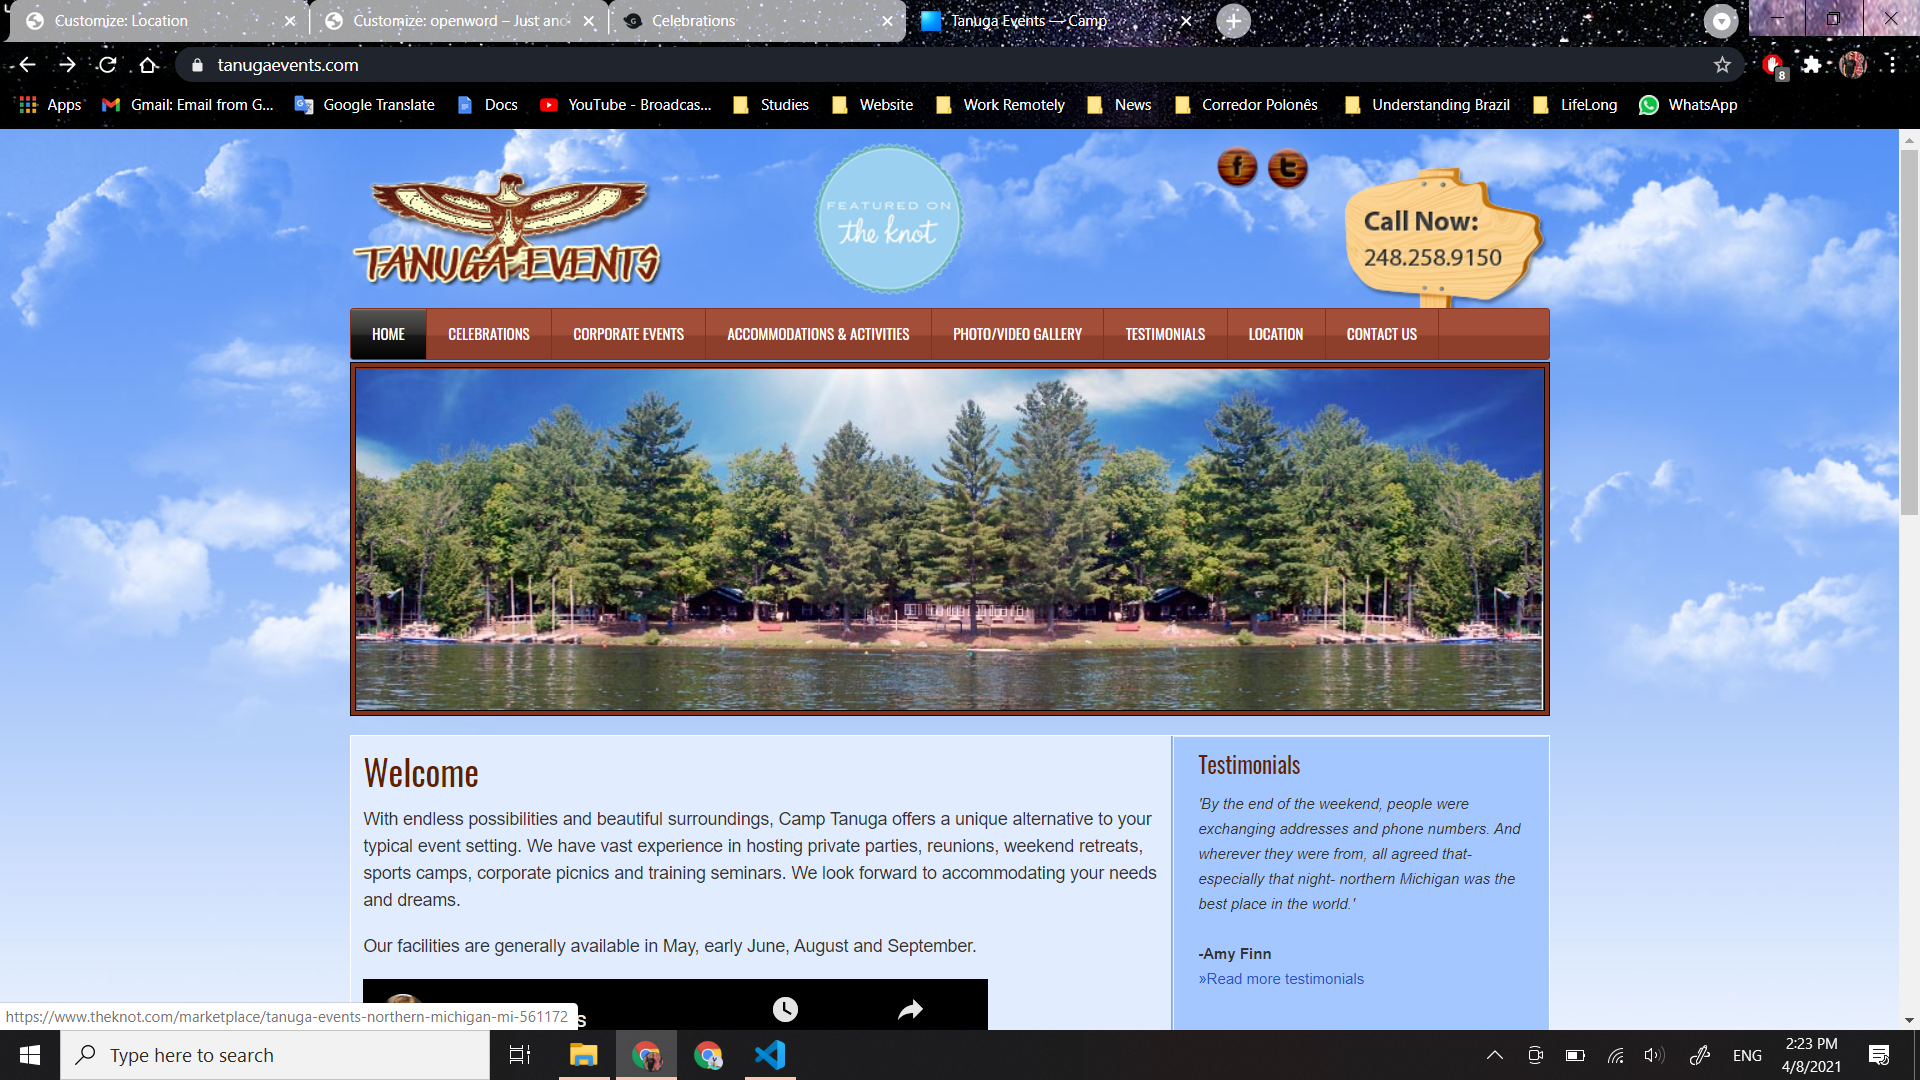 Customize: Location
Customize: openword – Just an
Celebrations
Tanuga Events — Camp
tanugaevents.com
8
Apps
Gmail: Email from G...
Google Translate
Docs
YouTube - Broadcas...
Studies
Website
Work Remotely
News
Corredor Polonês
Understanding Brazil
LifeLong
WhatsApp
TANUGA EVENTS
FEATURED ON
the knot
f
t
Call Now:
248.258.9150
HOME
CELEBRATIONS
CORPORATE EVENTS
ACCOMMODATIONS & ACTIVITIES
PHOTO/VIDEO GALLERY
TESTIMONIALS
LOCATION
CONTACT US
Welcome
With endless possibilities and beautiful surroundings, Camp Tanuga offers a unique alternative to your
typical event setting. We have vast experience in hosting private parties, reunions, weekend retreats,
sports camps, corporate picnics and training seminars. We look forward to accommodating your needs
and dreams.
Our facilities are generally available in May, early June, August and September.
Testimonials
'By the end of the weekend, people were
exchanging addresses and phone numbers. And
wherever they were from, all agreed that-
especially that night- northern Michigan was the
best place in the world.'
-Amy Finn
»Read more testimonials
https://www.theknot.com/marketplace/tanuga-events-northern-michigan-mi-561172
Type here to search
ENG
2:23 PM
4/8/2021